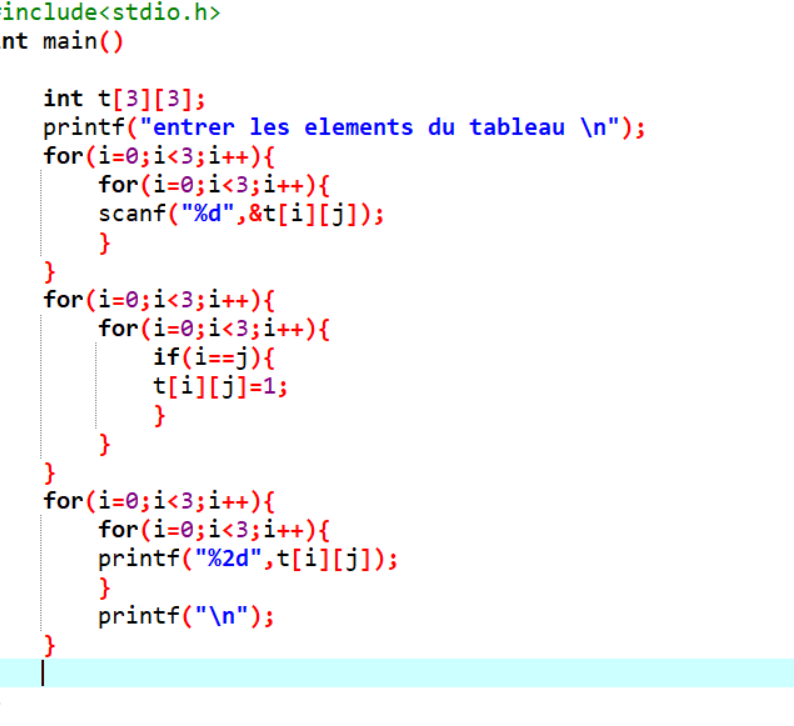 #include<stdio.h>
int main()
int t[3][3];
printf("entrer les elements du tableau \n");
for(i=0;i<3;i++){
for(i=0;i<3;i++){
scanf("%d",&t[i][j]);
}
}
for(i=0;i<3;i++){
for(i=0;i<3;i++){
if(i==j){
t[i][j]=1;
}
}
}
for(i=0;i<3;i++){
for(i=0;i<3;i++){
printf("%2d",t[i][j]);
}
printf("\n");
}